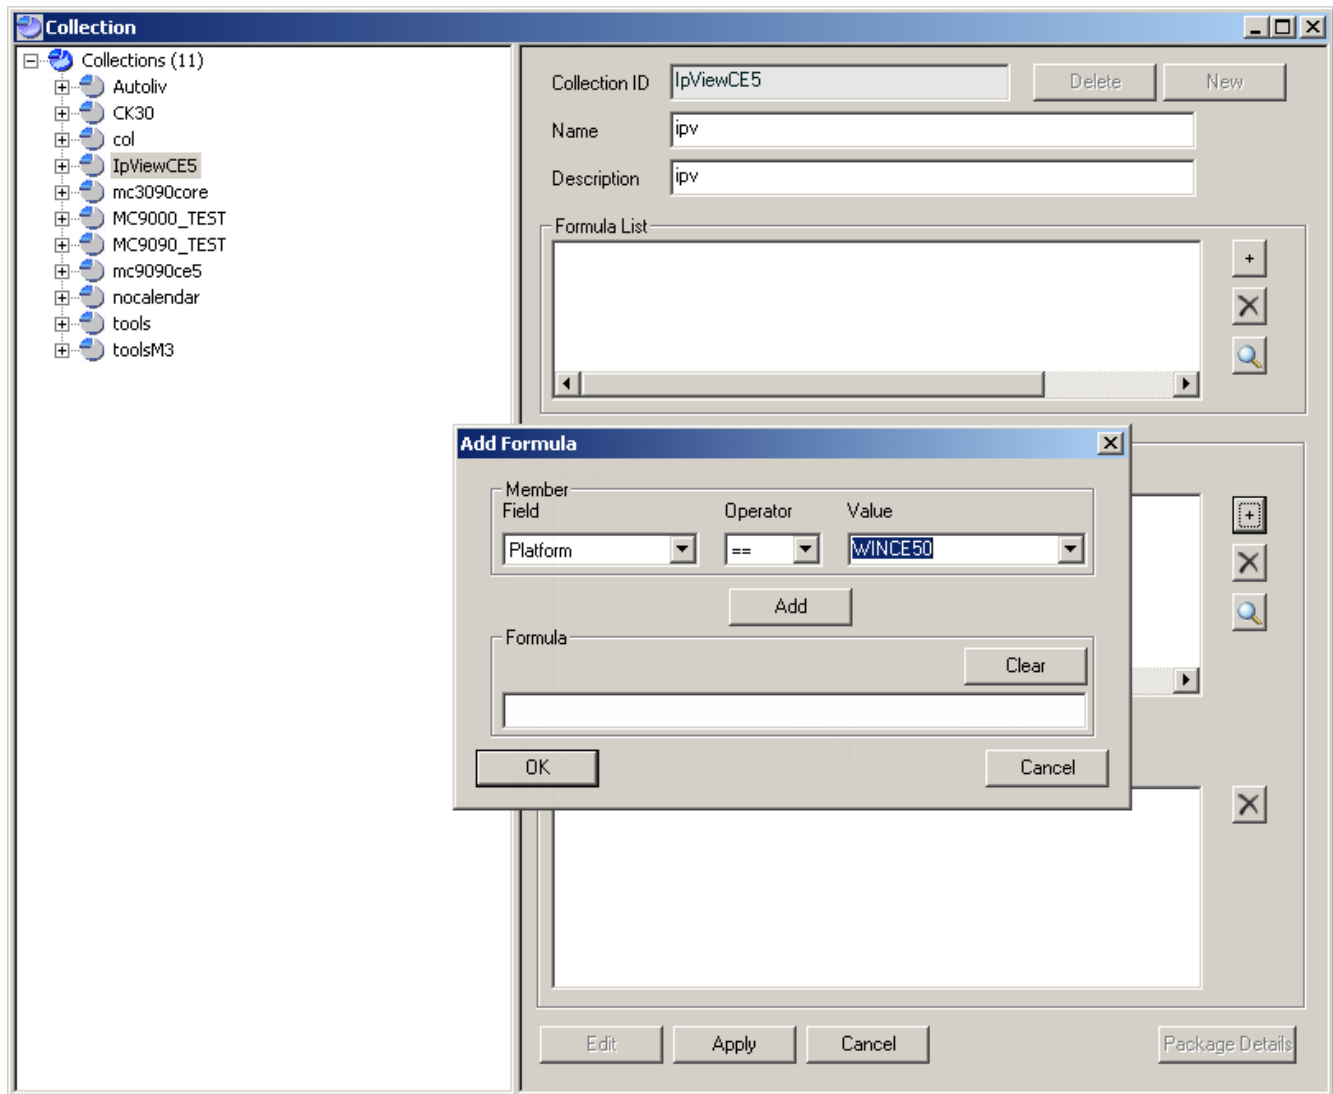 Collection
Collections (11)
Autoliv
CK30
col
IpViewCE5
mc3090core
MC9000_TEST
MC9090_TEST
mc9090ce5
nocalendar
tools
toolsM3
Collection ID IpViewCE5 Delete New
Name ipv
Description ipv
Formula List
+
Add Formula
Member
Field Operator Value
Platform == WINCE50
+
Add
Formula
Clear
OK Cancel
Edit Apply Cancel Package Details